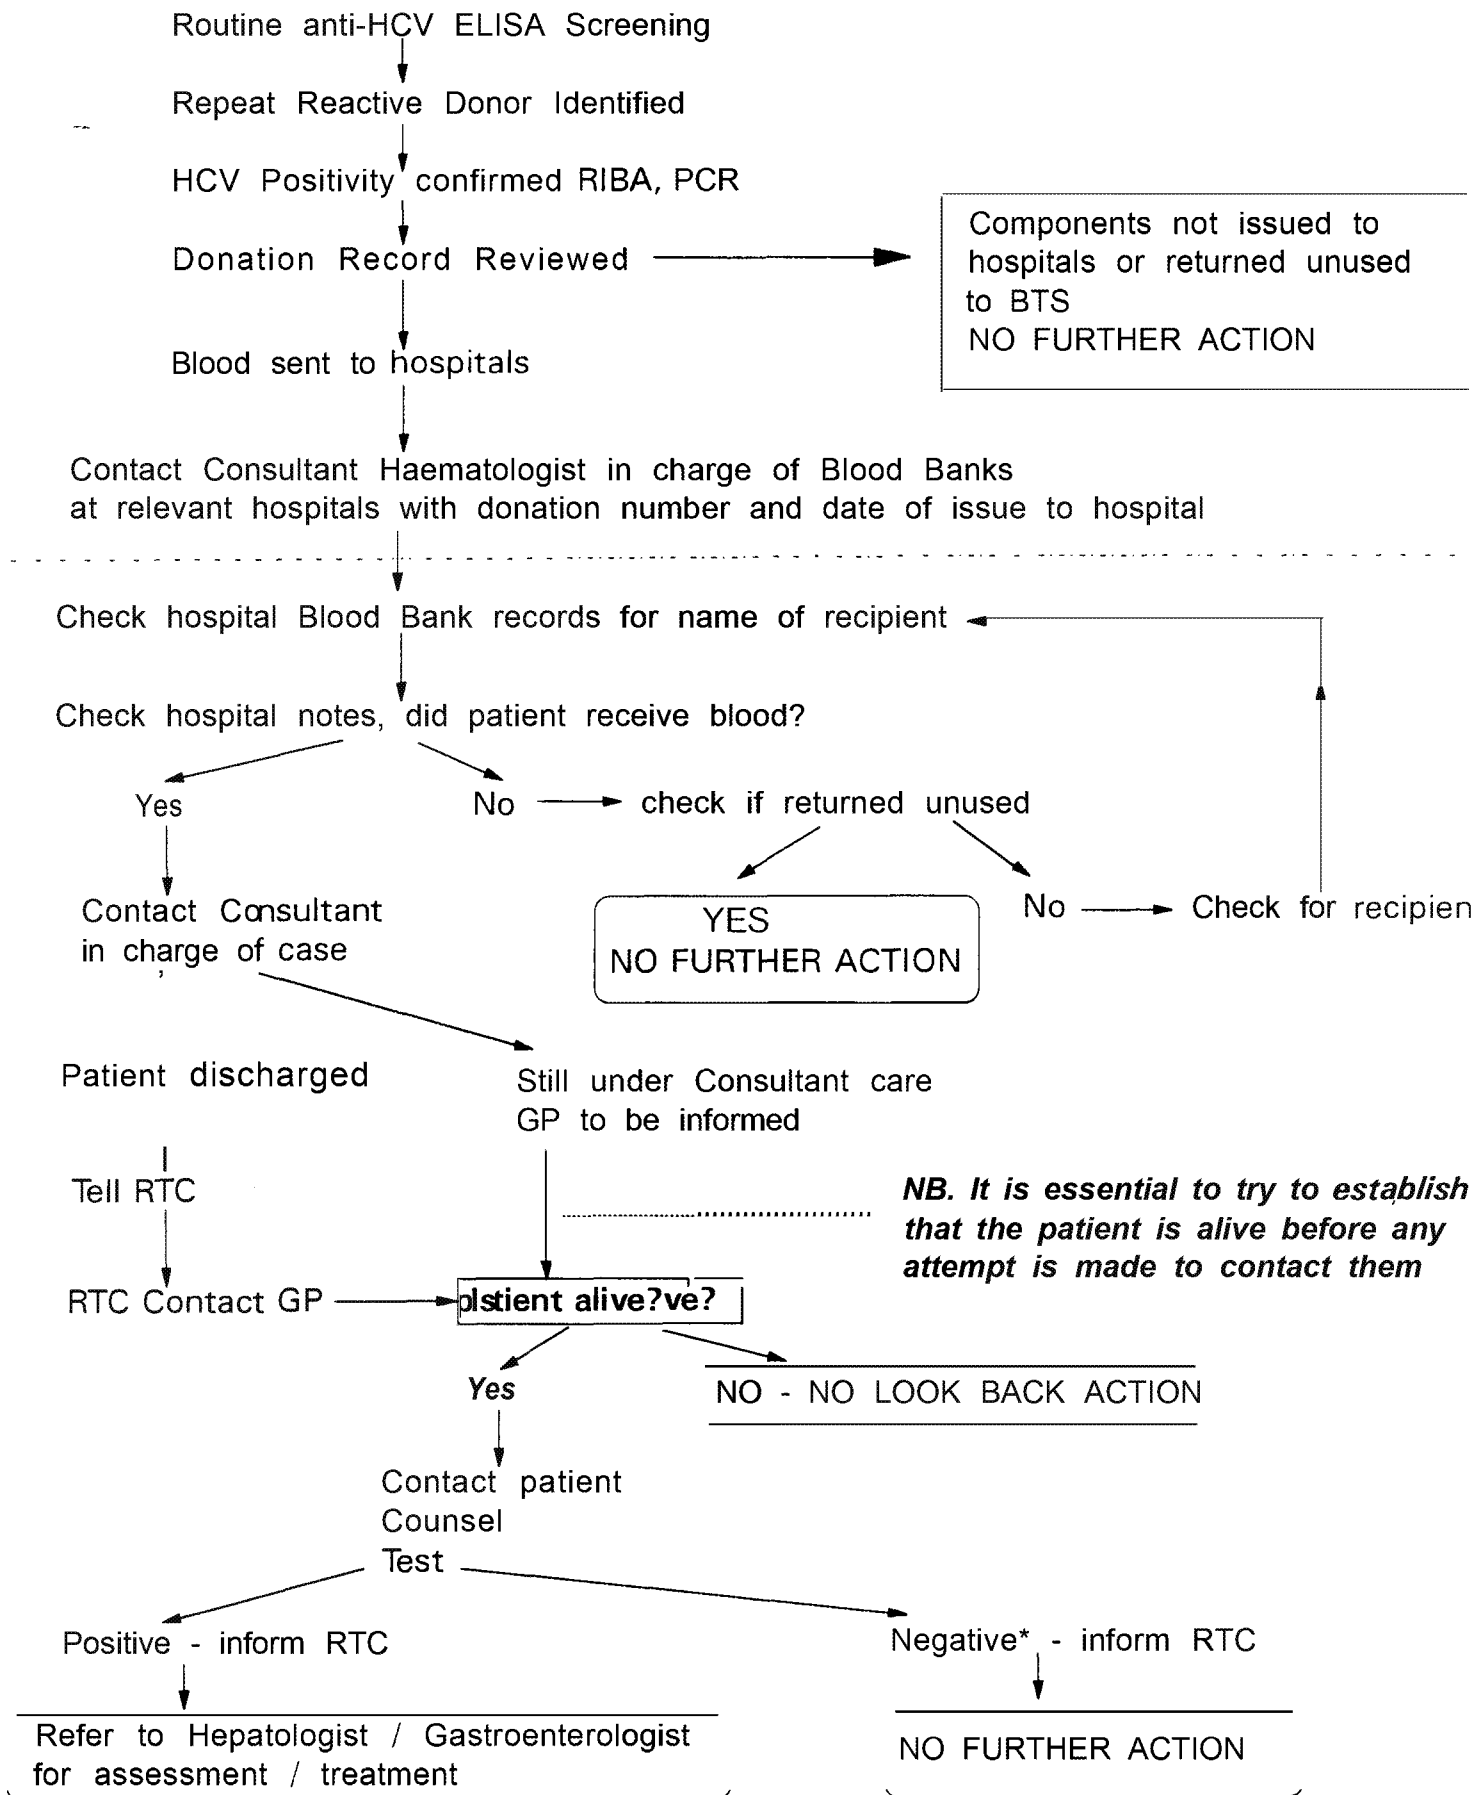 Routine anti-HCV ELISA Screening
Repeat Reactive Donor Identified
HCV Positivity confirmed RIBA, PCR
Donation Record Reviewed
Components not issued to
hospitals or returned unused
to BTS
NO FURTHER ACTION
Blood sent to hospitals
Contact Consultant Haematologist in charge of Blood Banks
at relevant hospitals with donation number and date of issue to hospital
Check hospital Blood Bank records for name of recipient
Check hospital notes, did patient receive blood?
Yes
No
check if returned unused
Contact Consultant
in charge of case
YES
NO FURTHER ACTION
No
Check for recipien
Patient discharged
Still under Consultant care
GP to be informed
Tell RTC
NB. It is essential to try to establish
that the patient is alive before any
attempt is made to contact them
RTC Contact GP
alive?
Yes
NO - NO LOOK BACK ACTION
Contact patient
Counsel
Test
Positive - inform RTC
Negative* - inform RTC
Refer to Hepatologist / Gastroenterologist
for assessment / treatment
NO FURTHER ACTION